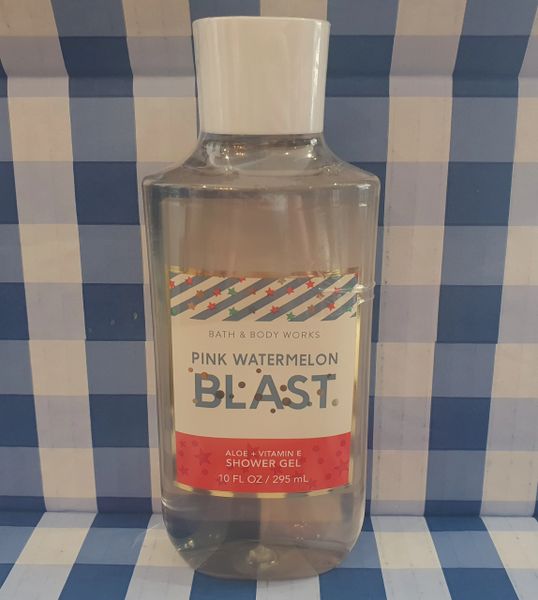 BATH & BODY WORKS
PINK WATERMELON
BLAST
ALOE + VITAMIN E
SHOWER GEL
10 FL OZ / 295 mL